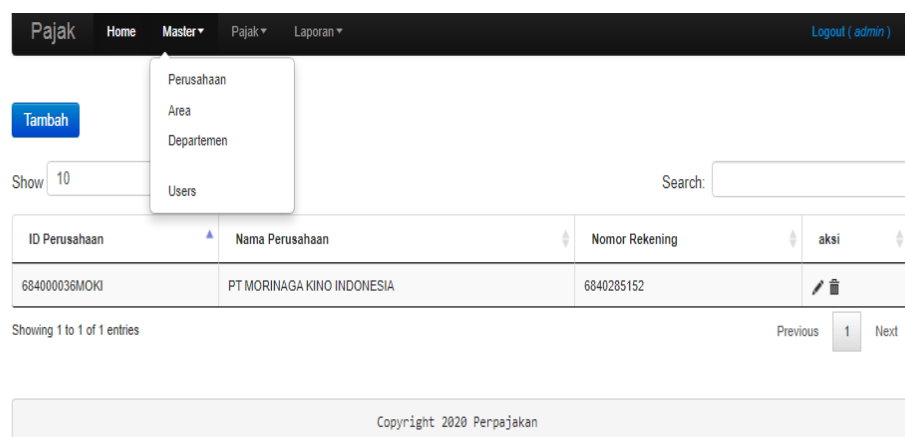 Pajak Home Master Pajak Laporan Logout ( admin )
Perusahaan
Area
Departemen
Users
Tambah
Show 10 Search:
ID Perusahaan Nama Perusahaan Nomor Rekening aksi
684000036MOKI PT MORINAGA KINO INDONESIA 6840285152
Showing 1 to 1 of 1 entries Previous 1 Next
Copyright 2020 Perpajakan